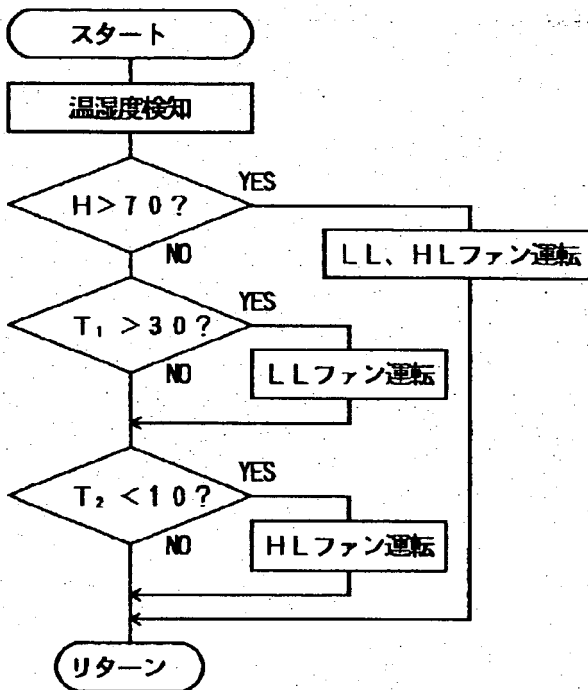 スタート
温湿度検知
H>70?
YES
NO
LL、HLファン運転
T₁>30?
YES
NO
LLファン運転
T₂<10?
YES
NO
HLファン運転
リターン